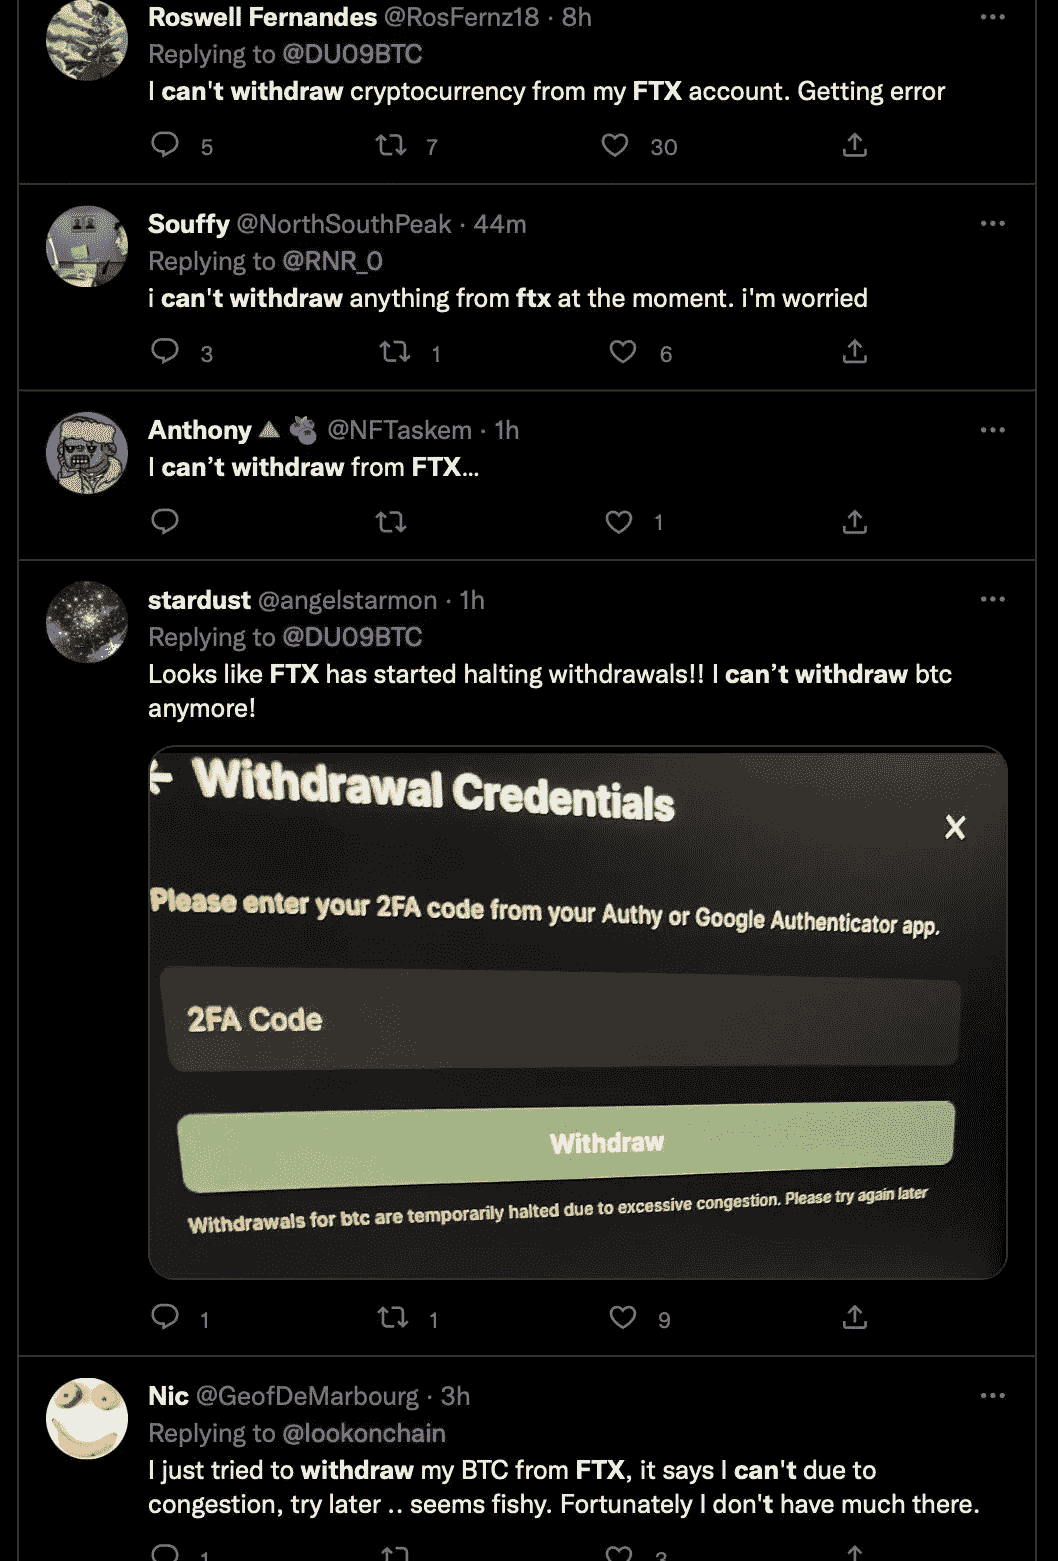 Roswell Fernandes @RosFernz18 · 8h
Replying to @DU09BTC
I can't withdraw cryptocurrency from my FTX account. Getting error
5 7 30
Souffy @NorthSouthPeak · 44m
Replying to @RNR_0
i can't withdraw anything from ftx at the moment. i'm worried
3 1 6
Anthony @NFTaskem · 1h
I can’t withdraw from FTX...
1
stardust @angelstarmon · 1h
Replying to @DU09BTC
Looks like FTX has started halting withdrawals!! I can’t withdraw btc
anymore!
← Withdrawal Credentials
X
Please enter your 2FA code from your Authy or Google Authenticator app.
2FA Code
Withdraw
Withdrawals for btc are temporarily halted due to excessive congestion. Please try again later
1 1 9
Nic @GeofDeMarbourg · 3h
Replying to @lookonchain
I just tried to withdraw my BTC from FTX, it says I can't due to
congestion, try later .. seems fishy. Fortunately I don't have much there.
1 3